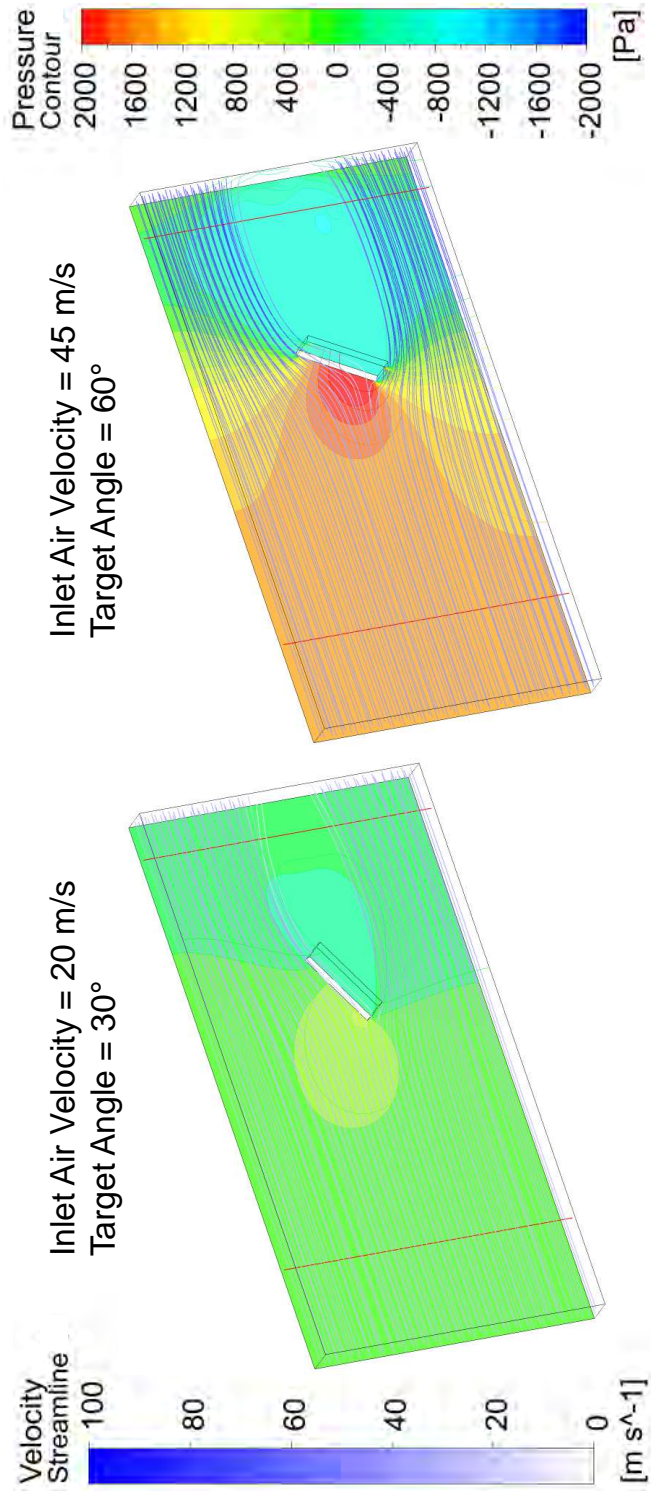 Velocity
Streamline
100
80
60
40
20
0
[m s^-1]
Inlet Air Velocity = 20 m/s
Target Angle = 30°
Inlet Air Velocity = 45 m/s
Target Angle = 60°
Pressure
Contour
2000
1600
1200
800
400
0
-400
-800
-1200
-1600
-2000
[Pa]